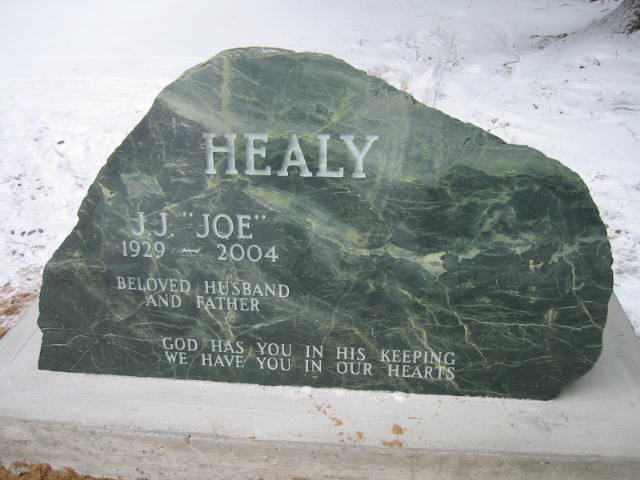 HEALY
J.J. "JOE"
1929 — 2004
BELOVED HUSBAND
AND FATHER
GOD HAS YOU IN HIS KEEPING
WE HAVE YOU IN OUR HEARTS